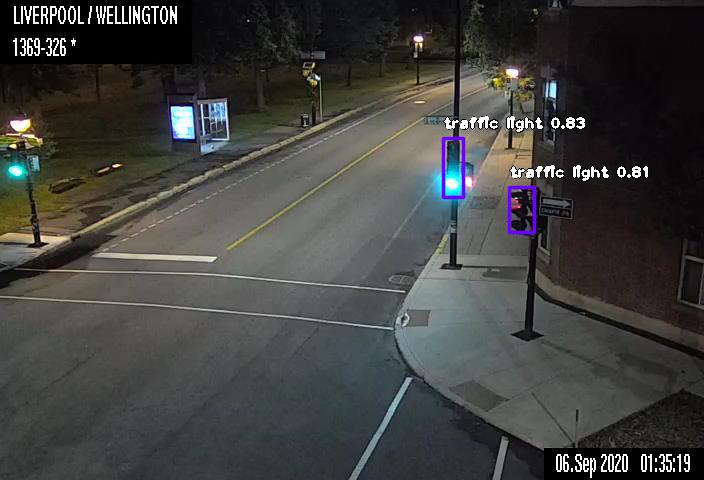 LIVERPOOL / WELLINGTON
1369-326 *
traffic light 0.83
traffic light 0.81
06.Sep 2020 01:35:19